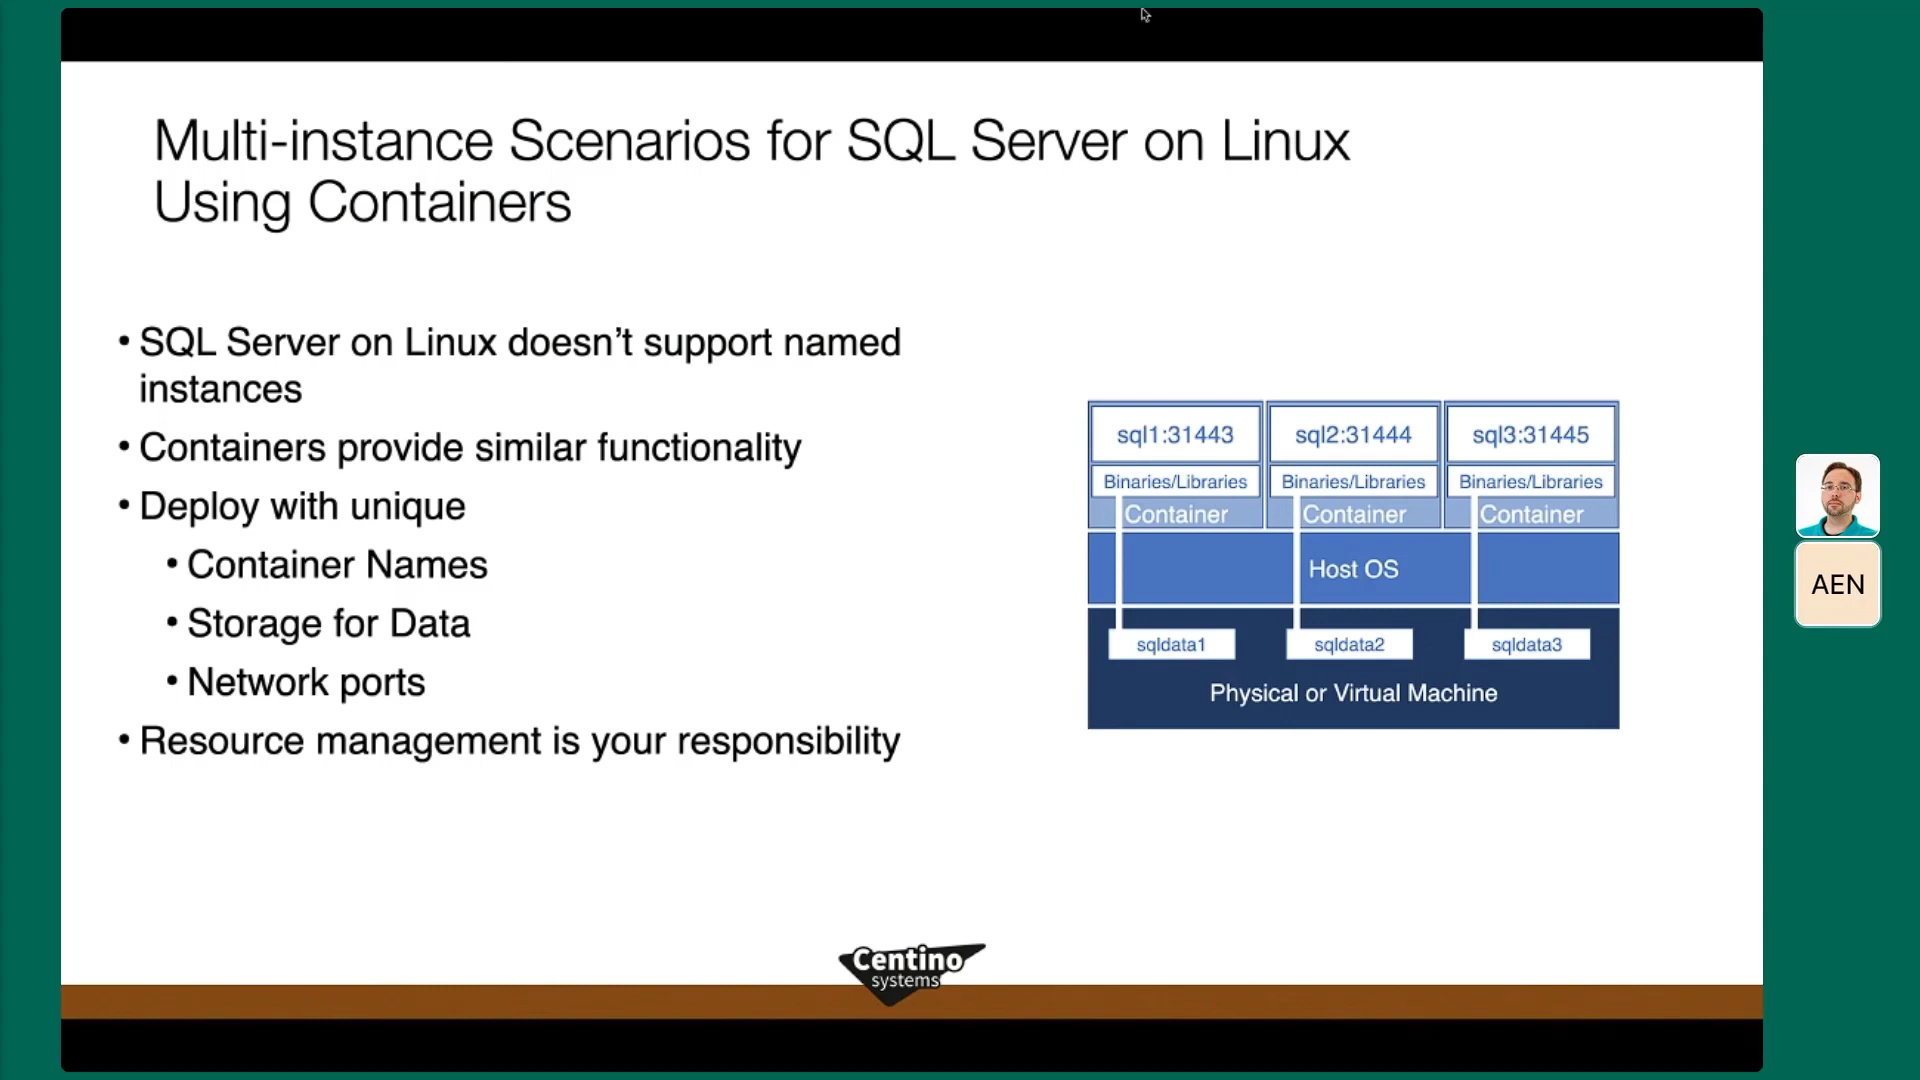 Multi-instance Scenarios for SQL Server on Linux
Using Containers
• SQL Server on Linux doesn’t support named
instances
• Containers provide similar functionality
• Deploy with unique
• Container Names
• Storage for Data
• Network ports
• Resource management is your responsibility
sql1:31443 sql2:31444 sql3:31445
Binaries/Libraries Binaries/Libraries Binaries/Libraries
Container Container Container
Host OS
sqldata1 sqldata2 sqldata3
Physical or Virtual Machine
AEN
Centino
systems